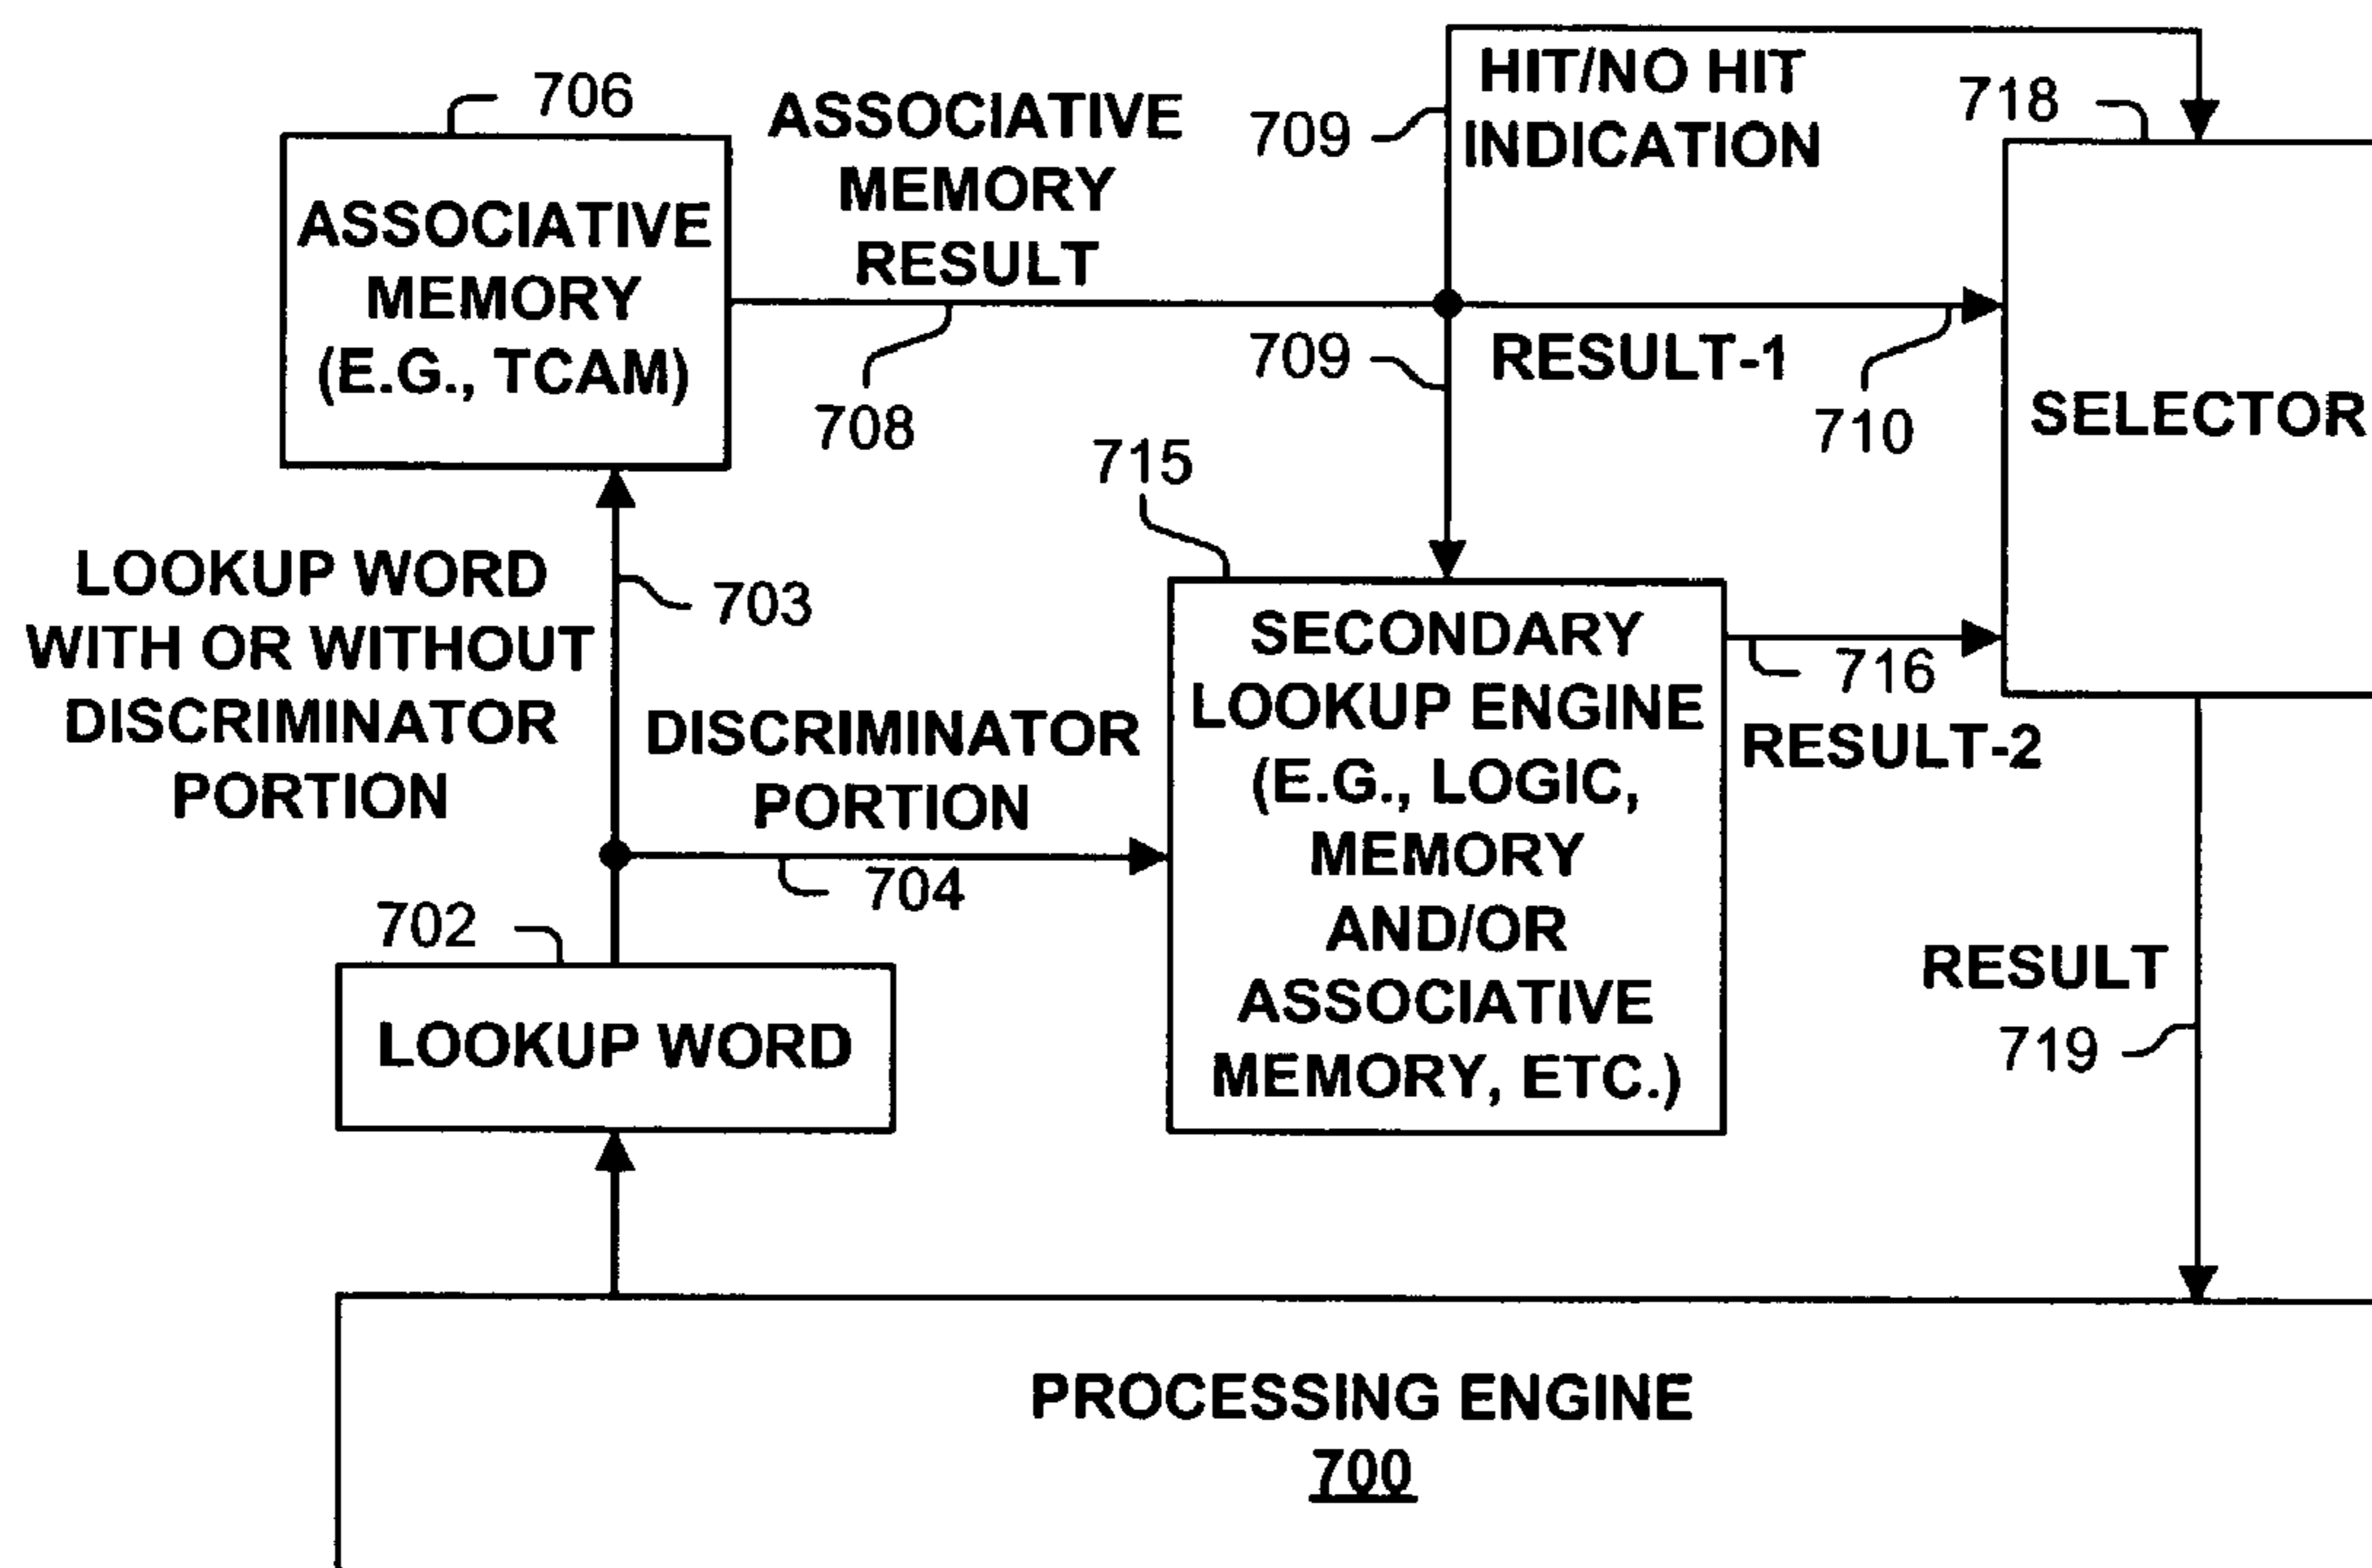 706
ASSOCIATIVE
MEMORY
(E.G., TCAM)
ASSOCIATIVE
MEMORY
RESULT
708
709
HIT/NO HIT
INDICATION
718
709
RESULT-1
710
SELECTOR
715
LOOKUP WORD
WITH OR WITHOUT
DISCRIMINATOR
PORTION
703
DISCRIMINATOR
PORTION
704
SECONDARY
LOOKUP ENGINE
(E.G., LOGIC,
MEMORY
AND/OR
ASSOCIATIVE
MEMORY, ETC.)
716
RESULT-2
702
LOOKUP WORD
RESULT
719
PROCESSING ENGINE
700